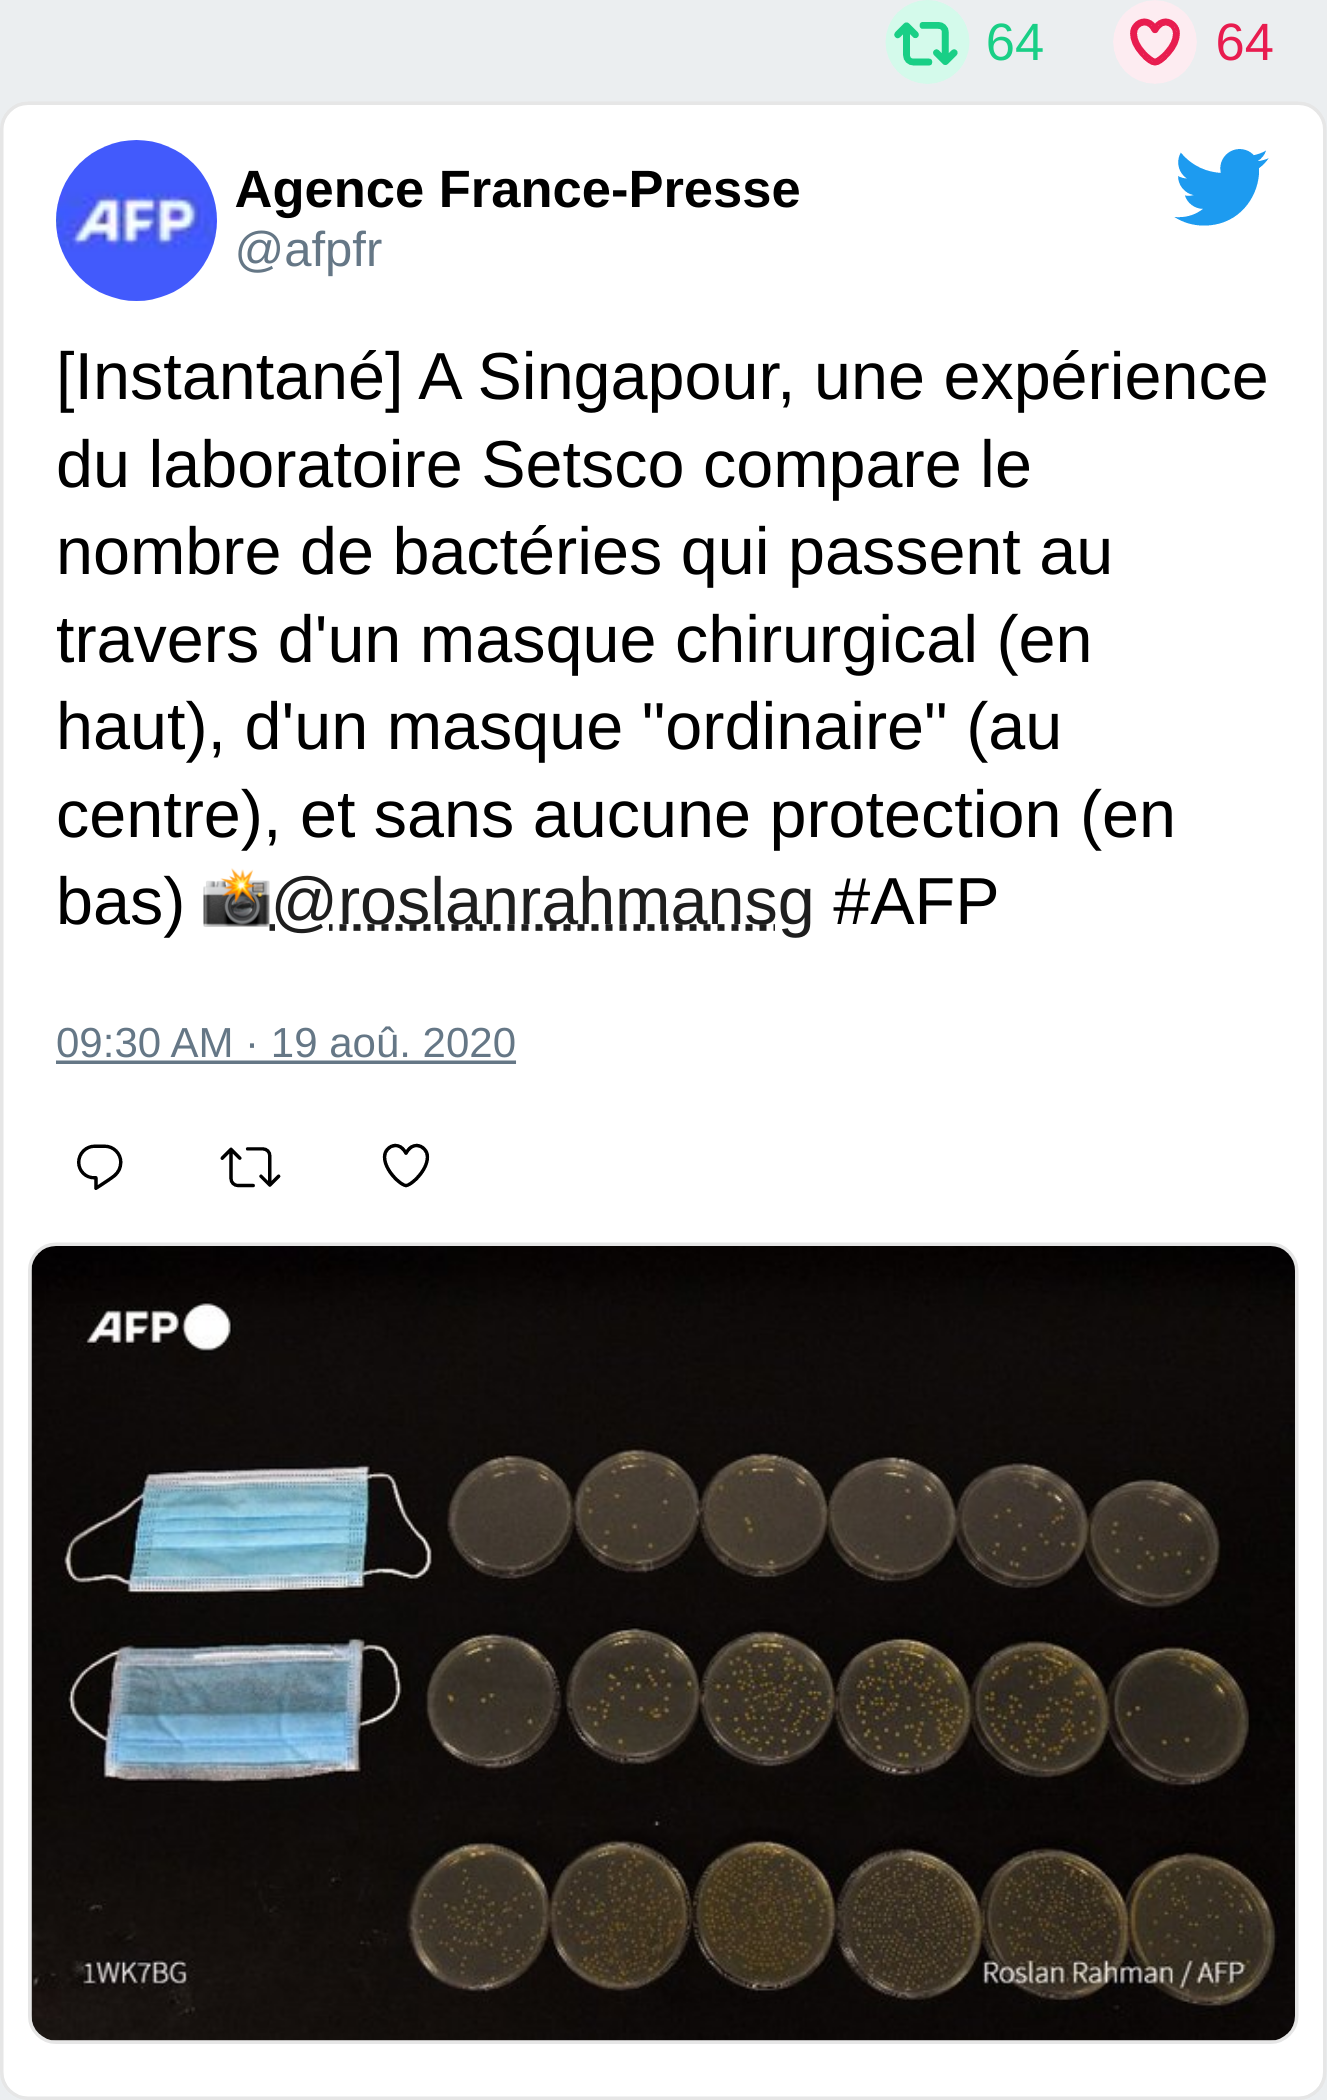 64 64
AFP
Agence France-Presse
@afpfr
[Instantané] A Singapour, une expérience
du laboratoire Setsco compare le
nombre de bactéries qui passent au
travers d'un masque chirurgical (en
haut), d'un masque "ordinaire" (au
centre), et sans aucune protection (en
bas) 📸@roslanrahmansg #AFP
09:30 AM · 19 aoû. 2020
AFP
1WK7BG
Roslan Rahman / AFP